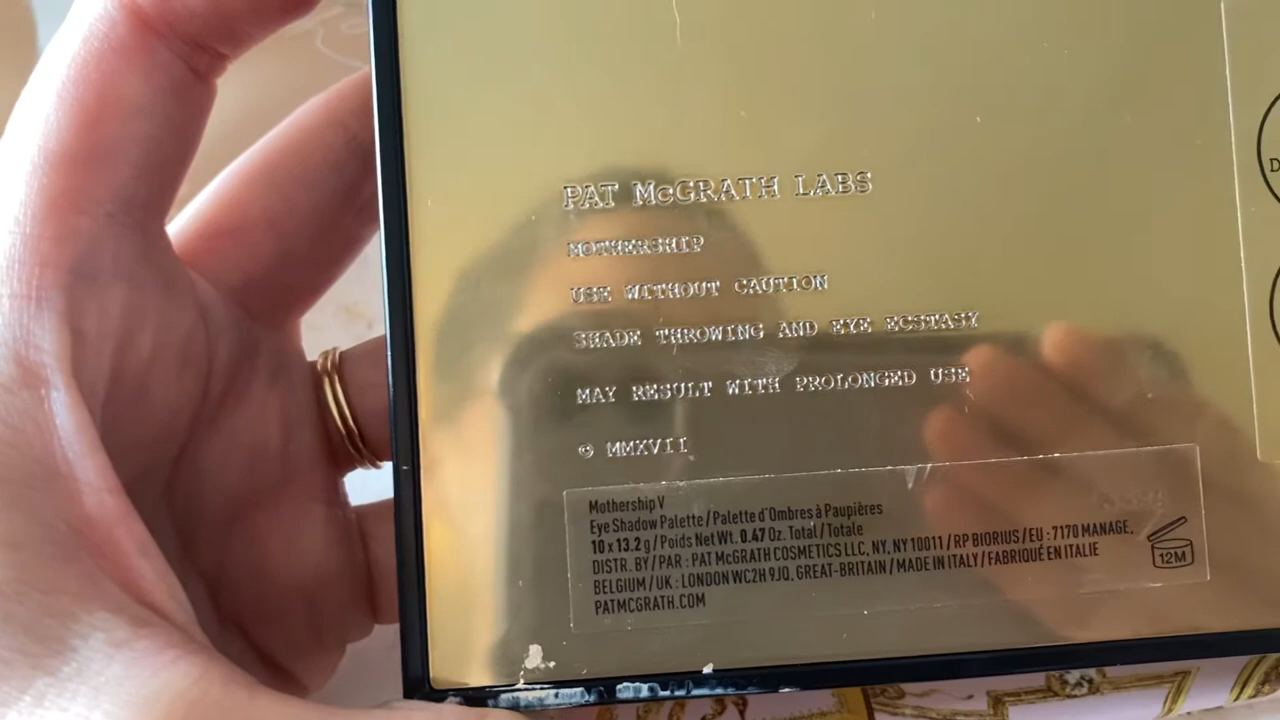 PAT McGRATH LABS
MOTHERSHIP
USE WITHOUT CAUTION
SHADE THROWING AND EYE ECSTASY
MAY RESULT WITH PROLONGED USE
© MMXVII
Mothership V
Eye Shadow Palette / Palette d'Ombres à Paupières
10 x 13.2 g / Poids Net Wt. 0.47 Oz. Total / Totale
DISTR. BY / PAR : PAT McGRATH COSMETICS LLC, NY, NY 10011 / RP BIORIUS / EU : 7170 MANAGE,
BELGIUM / UK : LONDON WC2H 9JQ, GREAT-BRITAIN / MADE IN ITALY / FABRIQUÉ EN ITALIE
PATMCGRATH.COM
12M
D